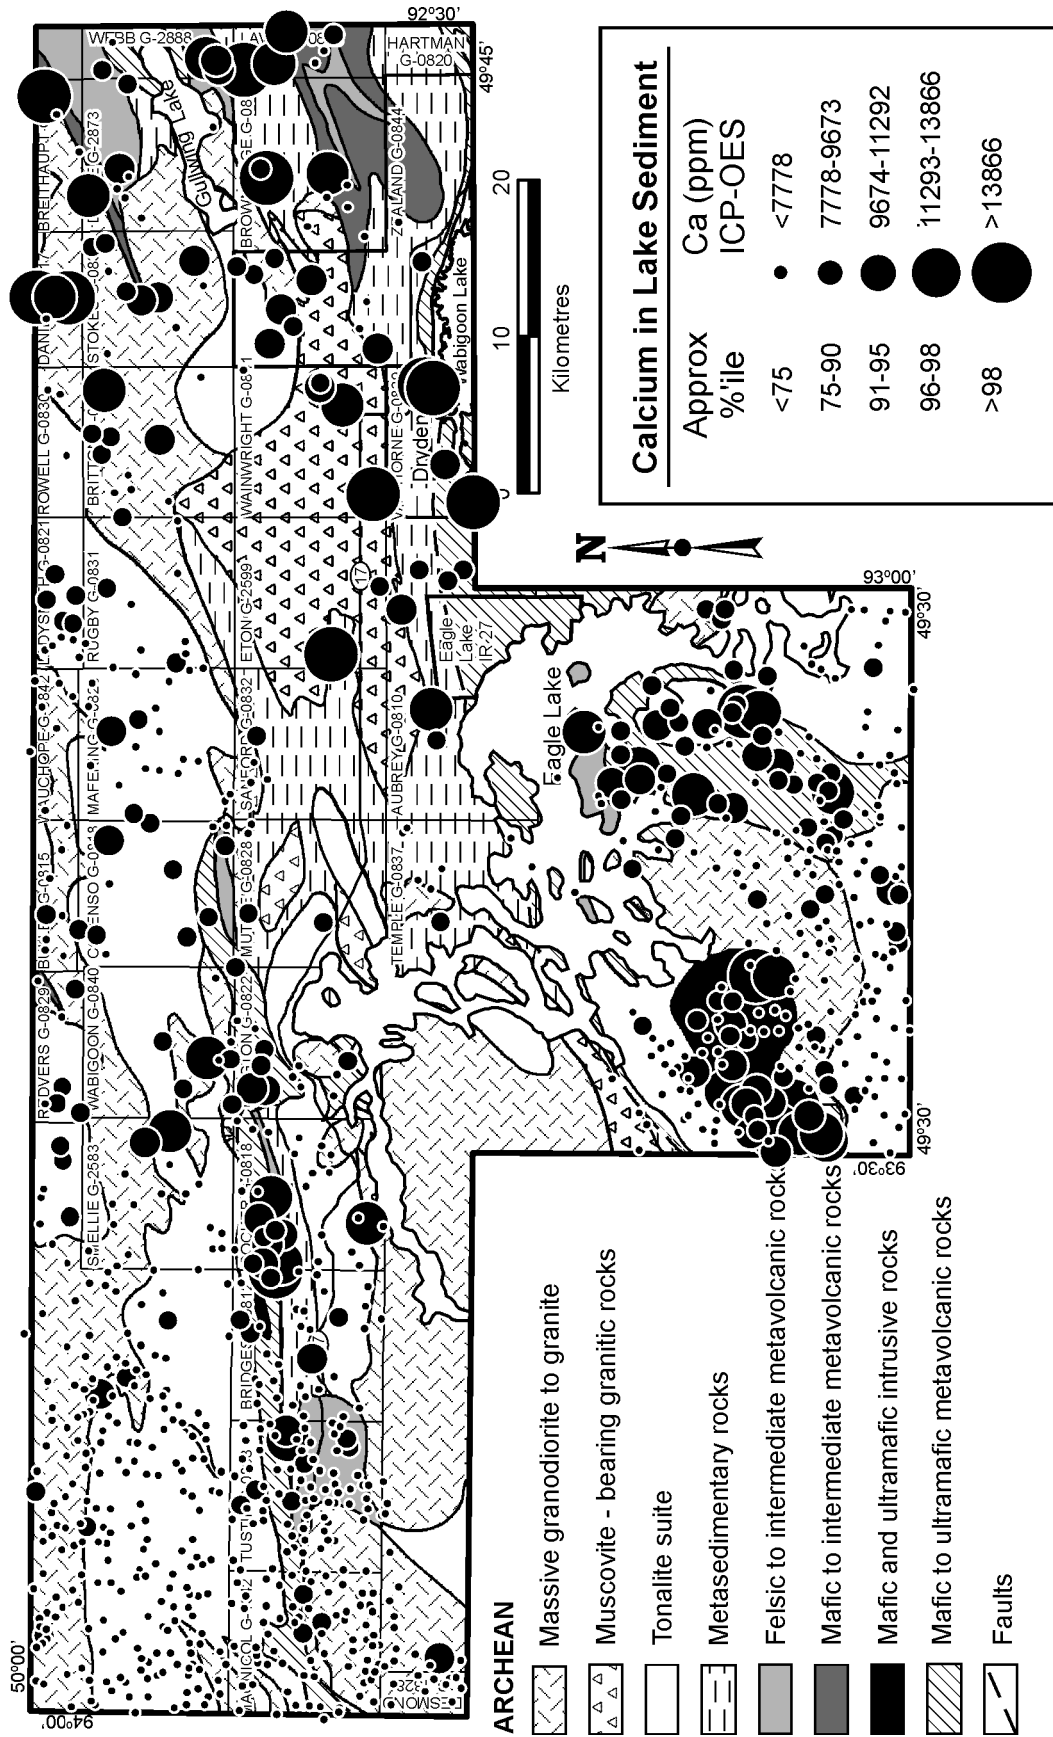 50°00'
94°00'
92°30'
49°45'
WEBB G-2888
HARTMAN
G-0820
Gullwing Lake
ZEALAND G-0844
Wabigoon Lake
ROWELL G-0830
WAINWRIGHT G-0841
Dryden
RUGBY G-0831
ETON G-2599
17
Eagle
Lake
IR-27
SANFORD G-0832
AUBREY G-0810
Eagle Lake
TEMPLE G-0837
REDVERS G-0829
WABIGOON G-0840
SMELLIE G-2583
93°00'
49°30'
93°30'
49°30'
N
0 10 20
Kilometres
Calcium in Lake Sediment
Approx Ca (ppm)
%'ile ICP-OES
<75 <7778
75-90 7778-9673
91-95 9674-11292
96-98 11293-13866
>98 >13866
ARCHEAN
Massive granodiorite to granite
Muscovite - bearing granitic rocks
Tonalite suite
Metasedimentary rocks
Felsic to intermediate metavolcanic rocks
Mafic to intermediate metavolcanic rocks
Mafic and ultramafic intrusive rocks
Mafic to ultramafic metavolcanic rocks
Faults